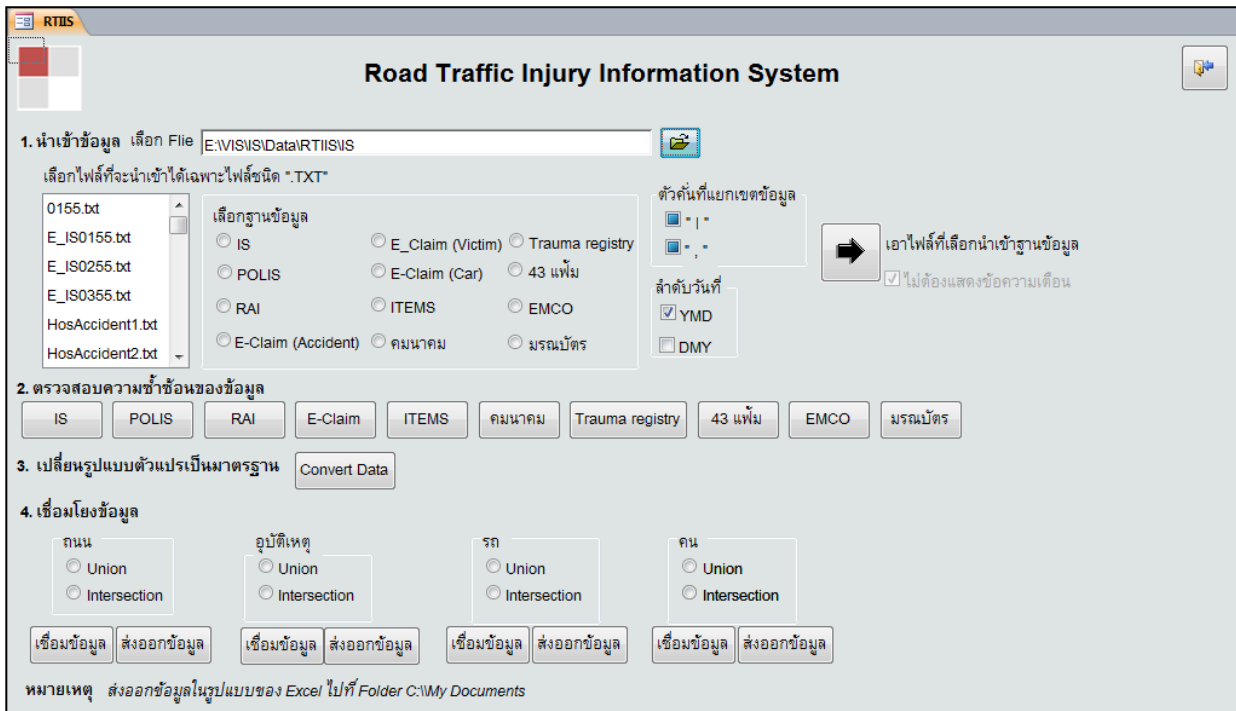 RTIIS
Road Traffic Injury Information System
1. นำเข้าข้อมูล เลือก Flie E:\VIS\IS\Data\RTIIS\IS
เลือกไฟล์ที่จะนำเข้าได้เฉพาะไฟล์ชนิด ".TXT"
0155.txt
E_IS0155.txt
E_IS0255.txt
E_IS0355.txt
HosAccident1.txt
HosAccident2.txt
เลือกฐานข้อมูล
IS E_Claim (Victim) Trauma registry
POLIS E-Claim (Car) 43 แฟ้ม
RAI ITEMS EMCO
E-Claim (Accident) คมนาคม มรณบัตร
ตัวคั่นที่แยกเขตข้อมูล
" | "
" , "
ลำดับวันที่
YMD
DMY
เอาไฟล์ที่เลือกนำเข้าฐานข้อมูล
ไม่ต้องแสดงข้อความเตือน
2. ตรวจสอบความซ้ำซ้อนของข้อมูล
IS POLIS RAI E-Claim ITEMS คมนาคม Trauma registry 43 แฟ้ม EMCO มรณบัตร
3. เปลี่ยนรูปแบบตัวแปรเป็นมาตรฐาน Convert Data
4. เชื่อมโยงข้อมูล
ถนน อุบัติเหตุ รถ คน
Union Union Union Union
Intersection Intersection Intersection Intersection
เชื่อมข้อมูล ส่งออกข้อมูล เชื่อมข้อมูล ส่งออกข้อมูล เชื่อมข้อมูล ส่งออกข้อมูล เชื่อมข้อมูล ส่งออกข้อมูล
หมายเหตุ ส่งออกข้อมูลในรูปแบบของ Excel ไปที่ Folder C:\\My Documents